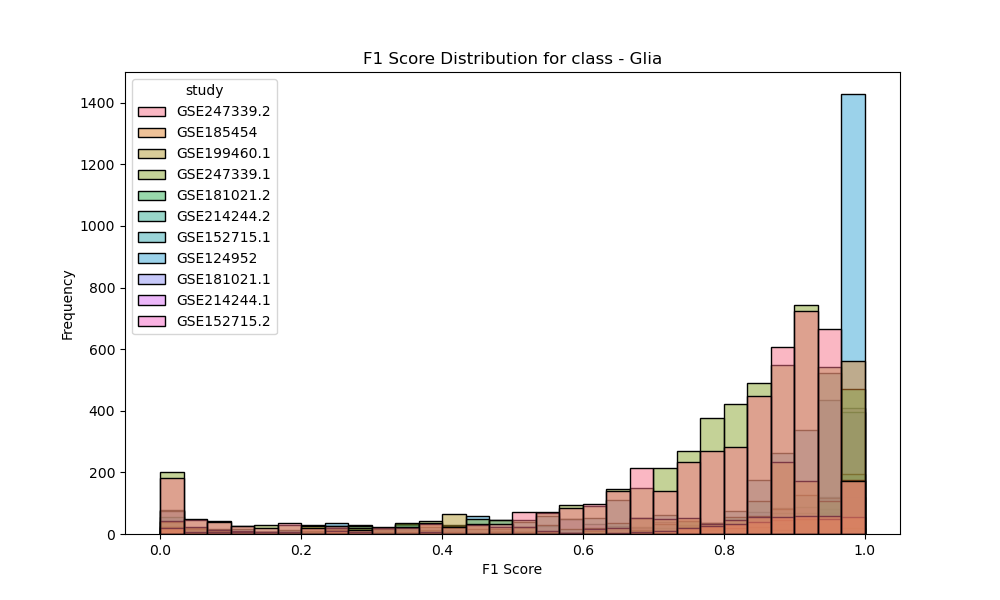 F1 Score Distribution for class - Glia
study
GSE247339.2
GSE185454
GSE199460.1
GSE247339.1
GSE181021.2
GSE214244.2
GSE152715.1
GSE124952
GSE181021.1
GSE214244.1
GSE152715.2
Frequency
1400
1200
1000
800
600
400
200
0
0.0 0.2 0.4 0.6 0.8 1.0
F1 Score